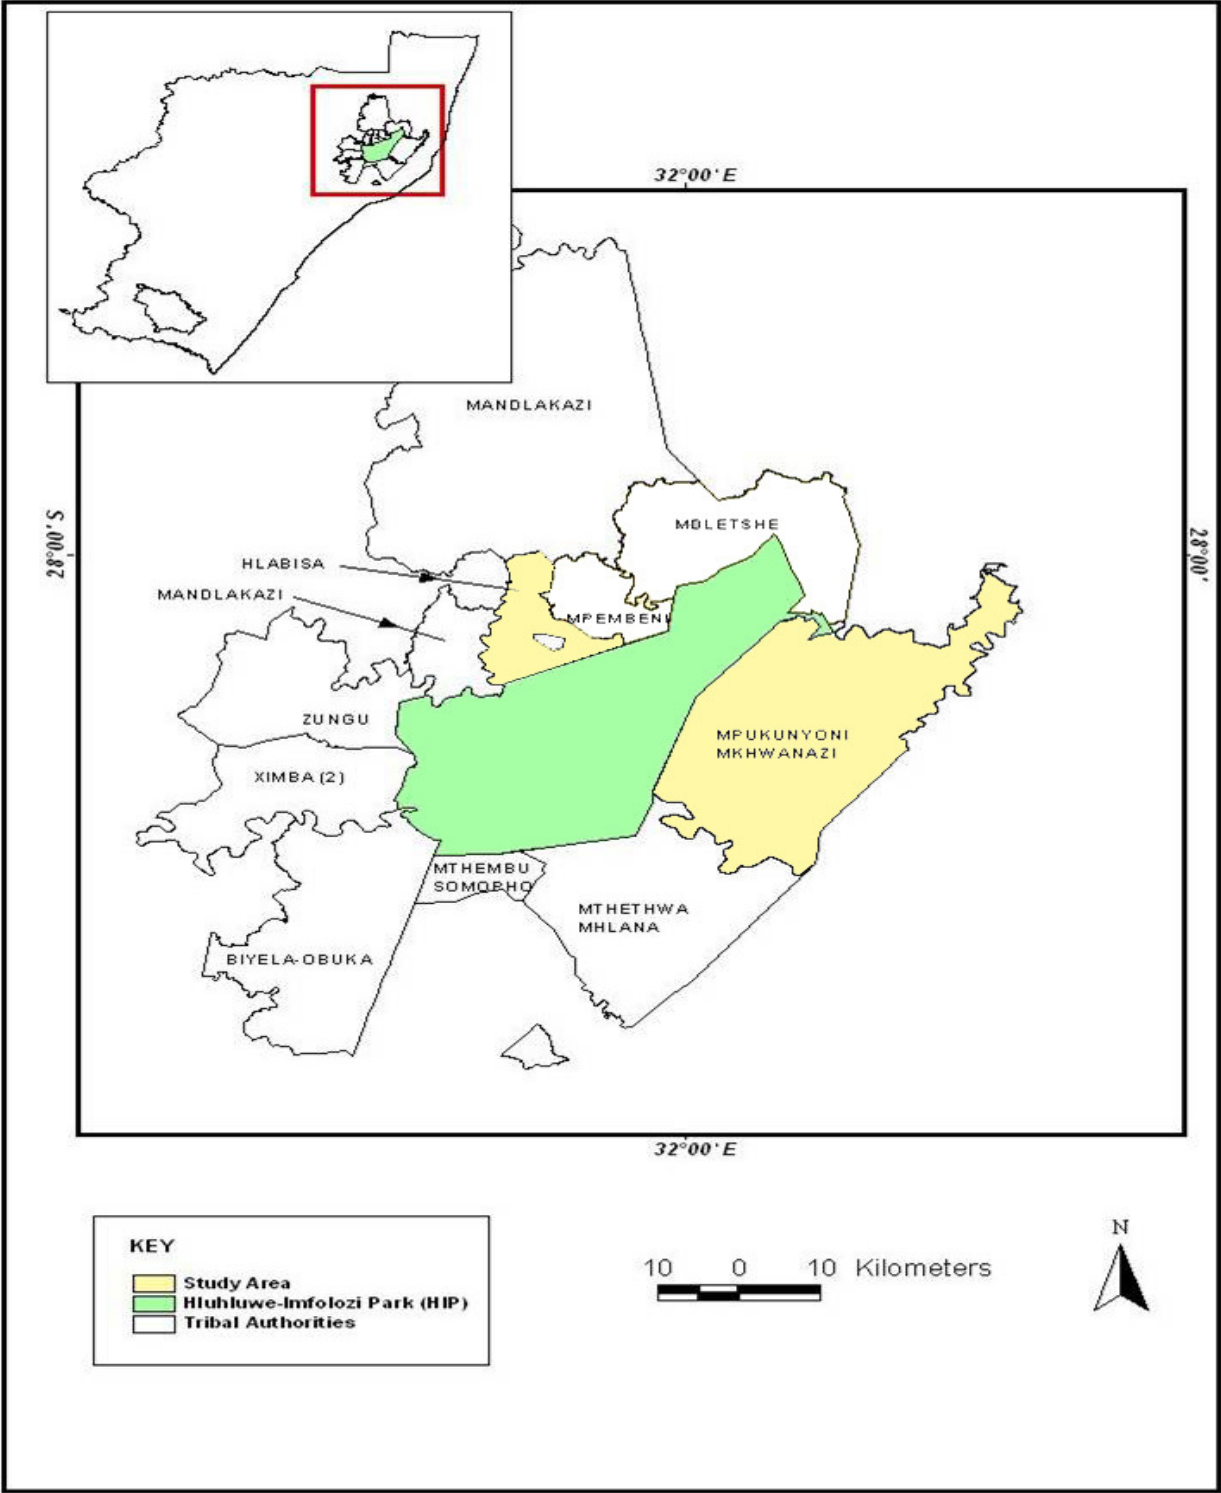 32°00' E
MANDLAKAZI
MDLETSHE
28°00' S
28°00'
HLABISA
MANDLAKAZI
MPEMBENI
ZUNGU
MPUKUNYONI
MKHWANAZI
XIMBA (2)
MTHEMBU
SOMOPHO
MTHETHWA
MHLANA
BIYELA-OBUKA
32°00' E
KEY
Study Area
Hluhluwe-Imfolozi Park (HIP)
Tribal Authorities
10 0 10 Kilometers
N